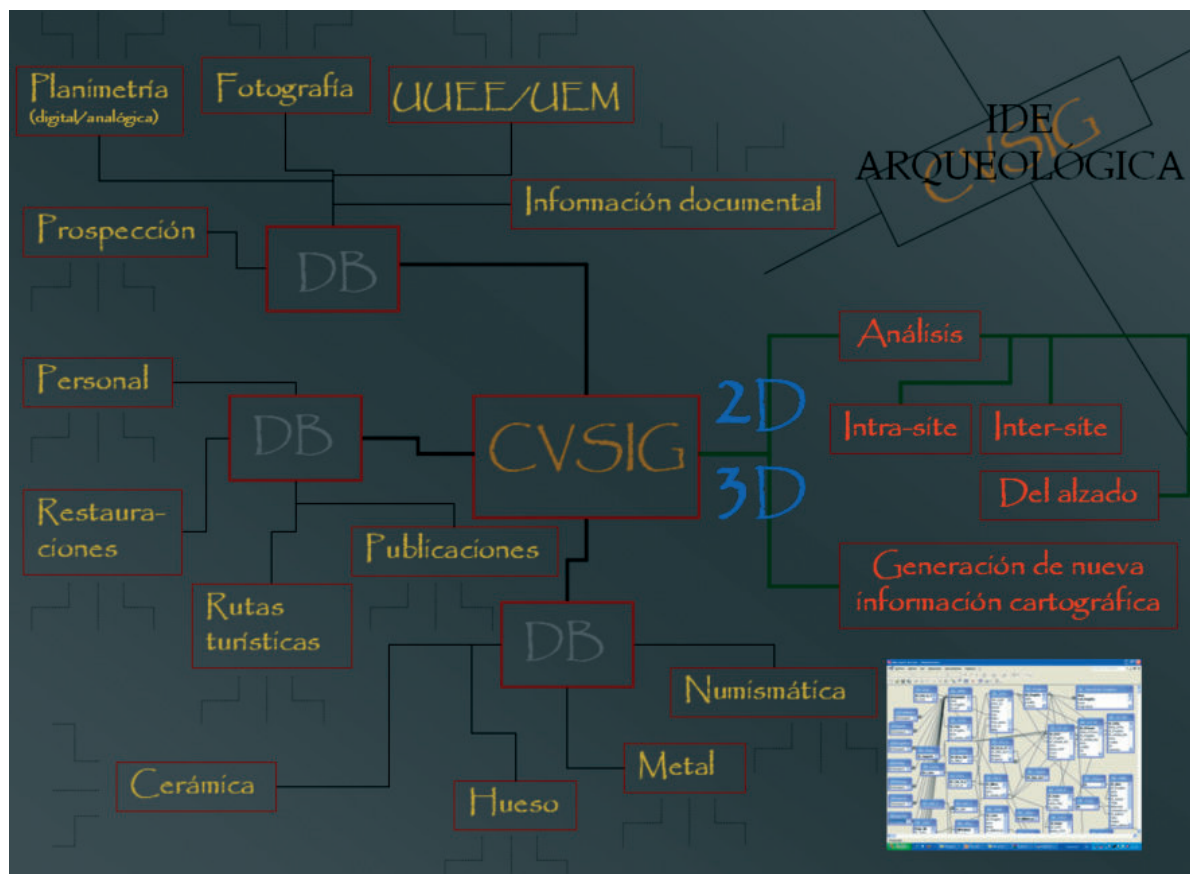 Planimetría
(digital/analógica)
Fotografía
UUEE/UEM
IDE
ARQUEOLÓGICA
CVSIG
Información documental
Prospección
DB
Análisis
Personal
2D
DB
CVSIG
Intra-site
Inter-site
3D
Del alzado
Restaura-
ciones
Publicaciones
Generación de nueva
información cartográfica
Rutas
turísticas
DB
Numismática
Metal
Cerámica
Hueso